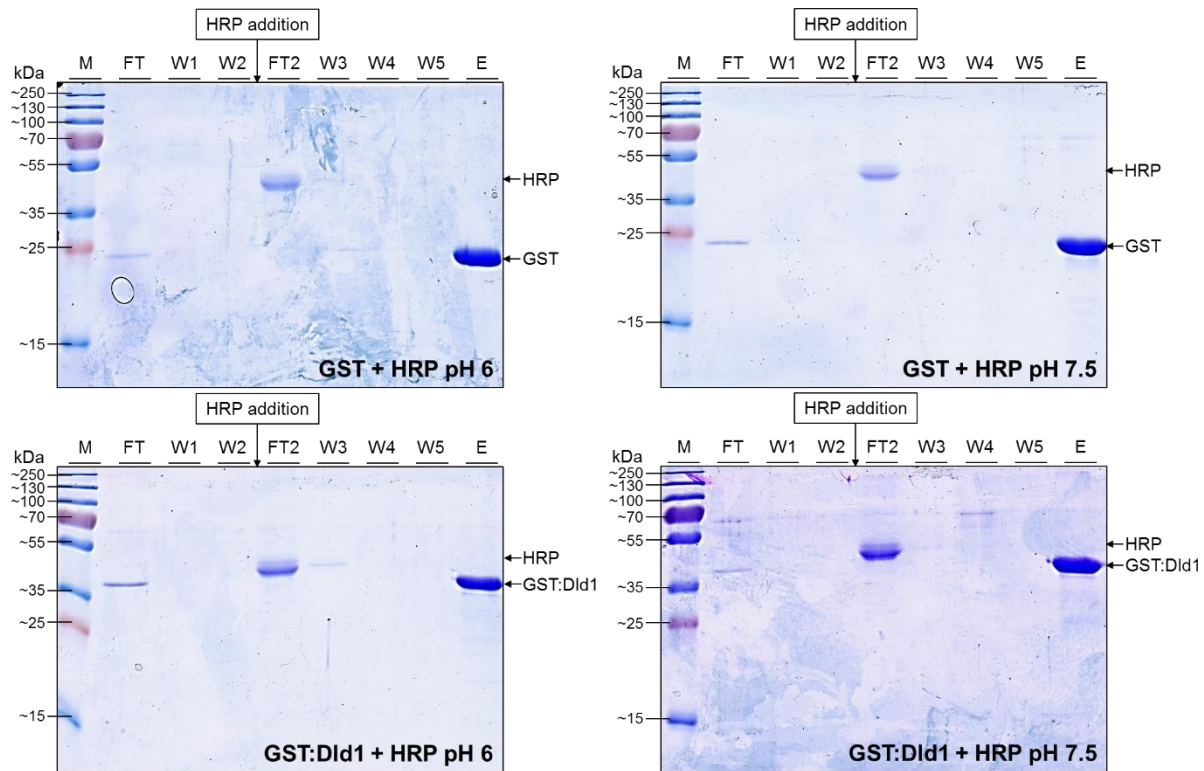 HRP addition
kDa M FT W1 W2 FT2 W3 W4 W5 E
~250
~130
~100
~70
~55
HRP
~35
~25
GST
~15
GST + HRP pH 6
HRP addition
kDa M FT W1 W2 FT2 W3 W4 W5 E
~250
~130
~100
~70
~55
HRP
~35
~25
GST
~15
GST + HRP pH 7.5
HRP addition
kDa M FT W1 W2 FT2 W3 W4 W5 E
~250
~130
~100
~70
~55
HRP
GST:Dld1
~35
~25
~15
GST:Dld1 + HRP pH 6
HRP addition
kDa M FT W1 W2 FT2 W3 W4 W5 E
~250
~130
~100
~70
~55
HRP
GST:Dld1
~35
~25
~15
GST:Dld1 + HRP pH 7.5